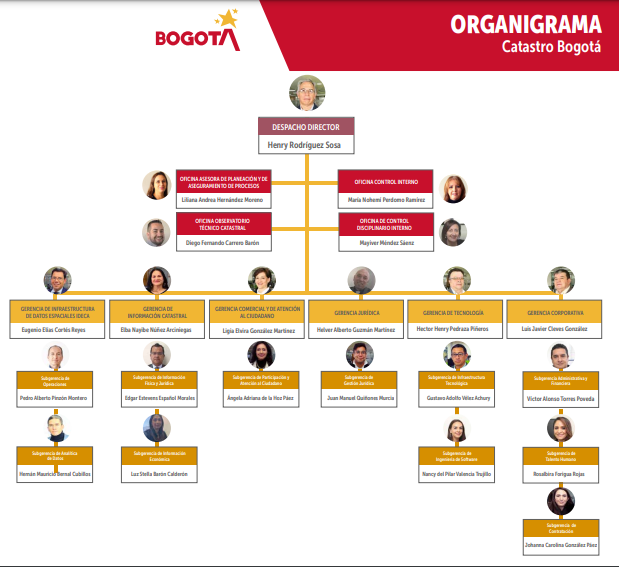 BOGOTÁ
ORGANIGRAMA
Catastro Bogotá
DESPACHO DIRECTOR
Henry Rodríguez Sosa
OFICINA ASESORA DE PLANEACIÓN Y DE
ASEGURAMIENTO DE PROCESOS
Liliana Andrea Hernández Moreno
OFICINA CONTROL INTERNO
María Nohemí Perdomo Ramírez
OFICINA OBSERVATORIO
TÉCNICO CATASTRAL
Diego Fernando Carrero Barón
OFICINA DE CONTROL
DISCIPLINARIO INTERNO
Mayiver Méndez Sáenz
GERENCIA DE INFRAESTRUCTURA
DE DATOS ESPACIALES IDECA
Eugenio Elías Cortés Reyes
GERENCIA DE
INFORMACIÓN CATASTRAL
Elba Nayibe Núñez Arciniegas
GERENCIA COMERCIAL Y DE ATENCIÓN
AL CIUDADANO
Ligia Elvira González Martínez
GERENCIA JURÍDICA
Helver Alberto Guzmán Martínez
GERENCIA DE TECNOLOGÍA
Hector Henry Pedraza Piñeros
GERENCIA CORPORATIVA
Luis Javier Cleves González
Subgerencia de
Operaciones
Pedro Alberto Pinzón Montero
Subgerencia de Información
Física y Jurídica
Edgar Estevens Español Morales
Subgerencia de Participación y
Atención al Ciudadano
Ángela Adriana de la Hoz Páez
Subgerencia de
Gestión Jurídica
Juan Manuel Quiñones Murcia
Subgerencia de Infraestructura
Tecnológica
Gustavo Adolfo Vélez Achury
Subgerencia Administrativa y
Financiera
Víctor Alonso Torres Poveda
Subgerencia de Analítica
de Datos
Hernán Mauricio Bernal Cubillos
Subgerencia de Información
Económica
Luz Stella Barón Calderón
Subgerencia de
Ingeniería de Software
Nancy del Pilar Valencia Trujillo
Subgerencia de
Talento Humano
Rosalbira Forigua Rojas
Subgerencia de
Contratación
Johanna Carolina González Páez